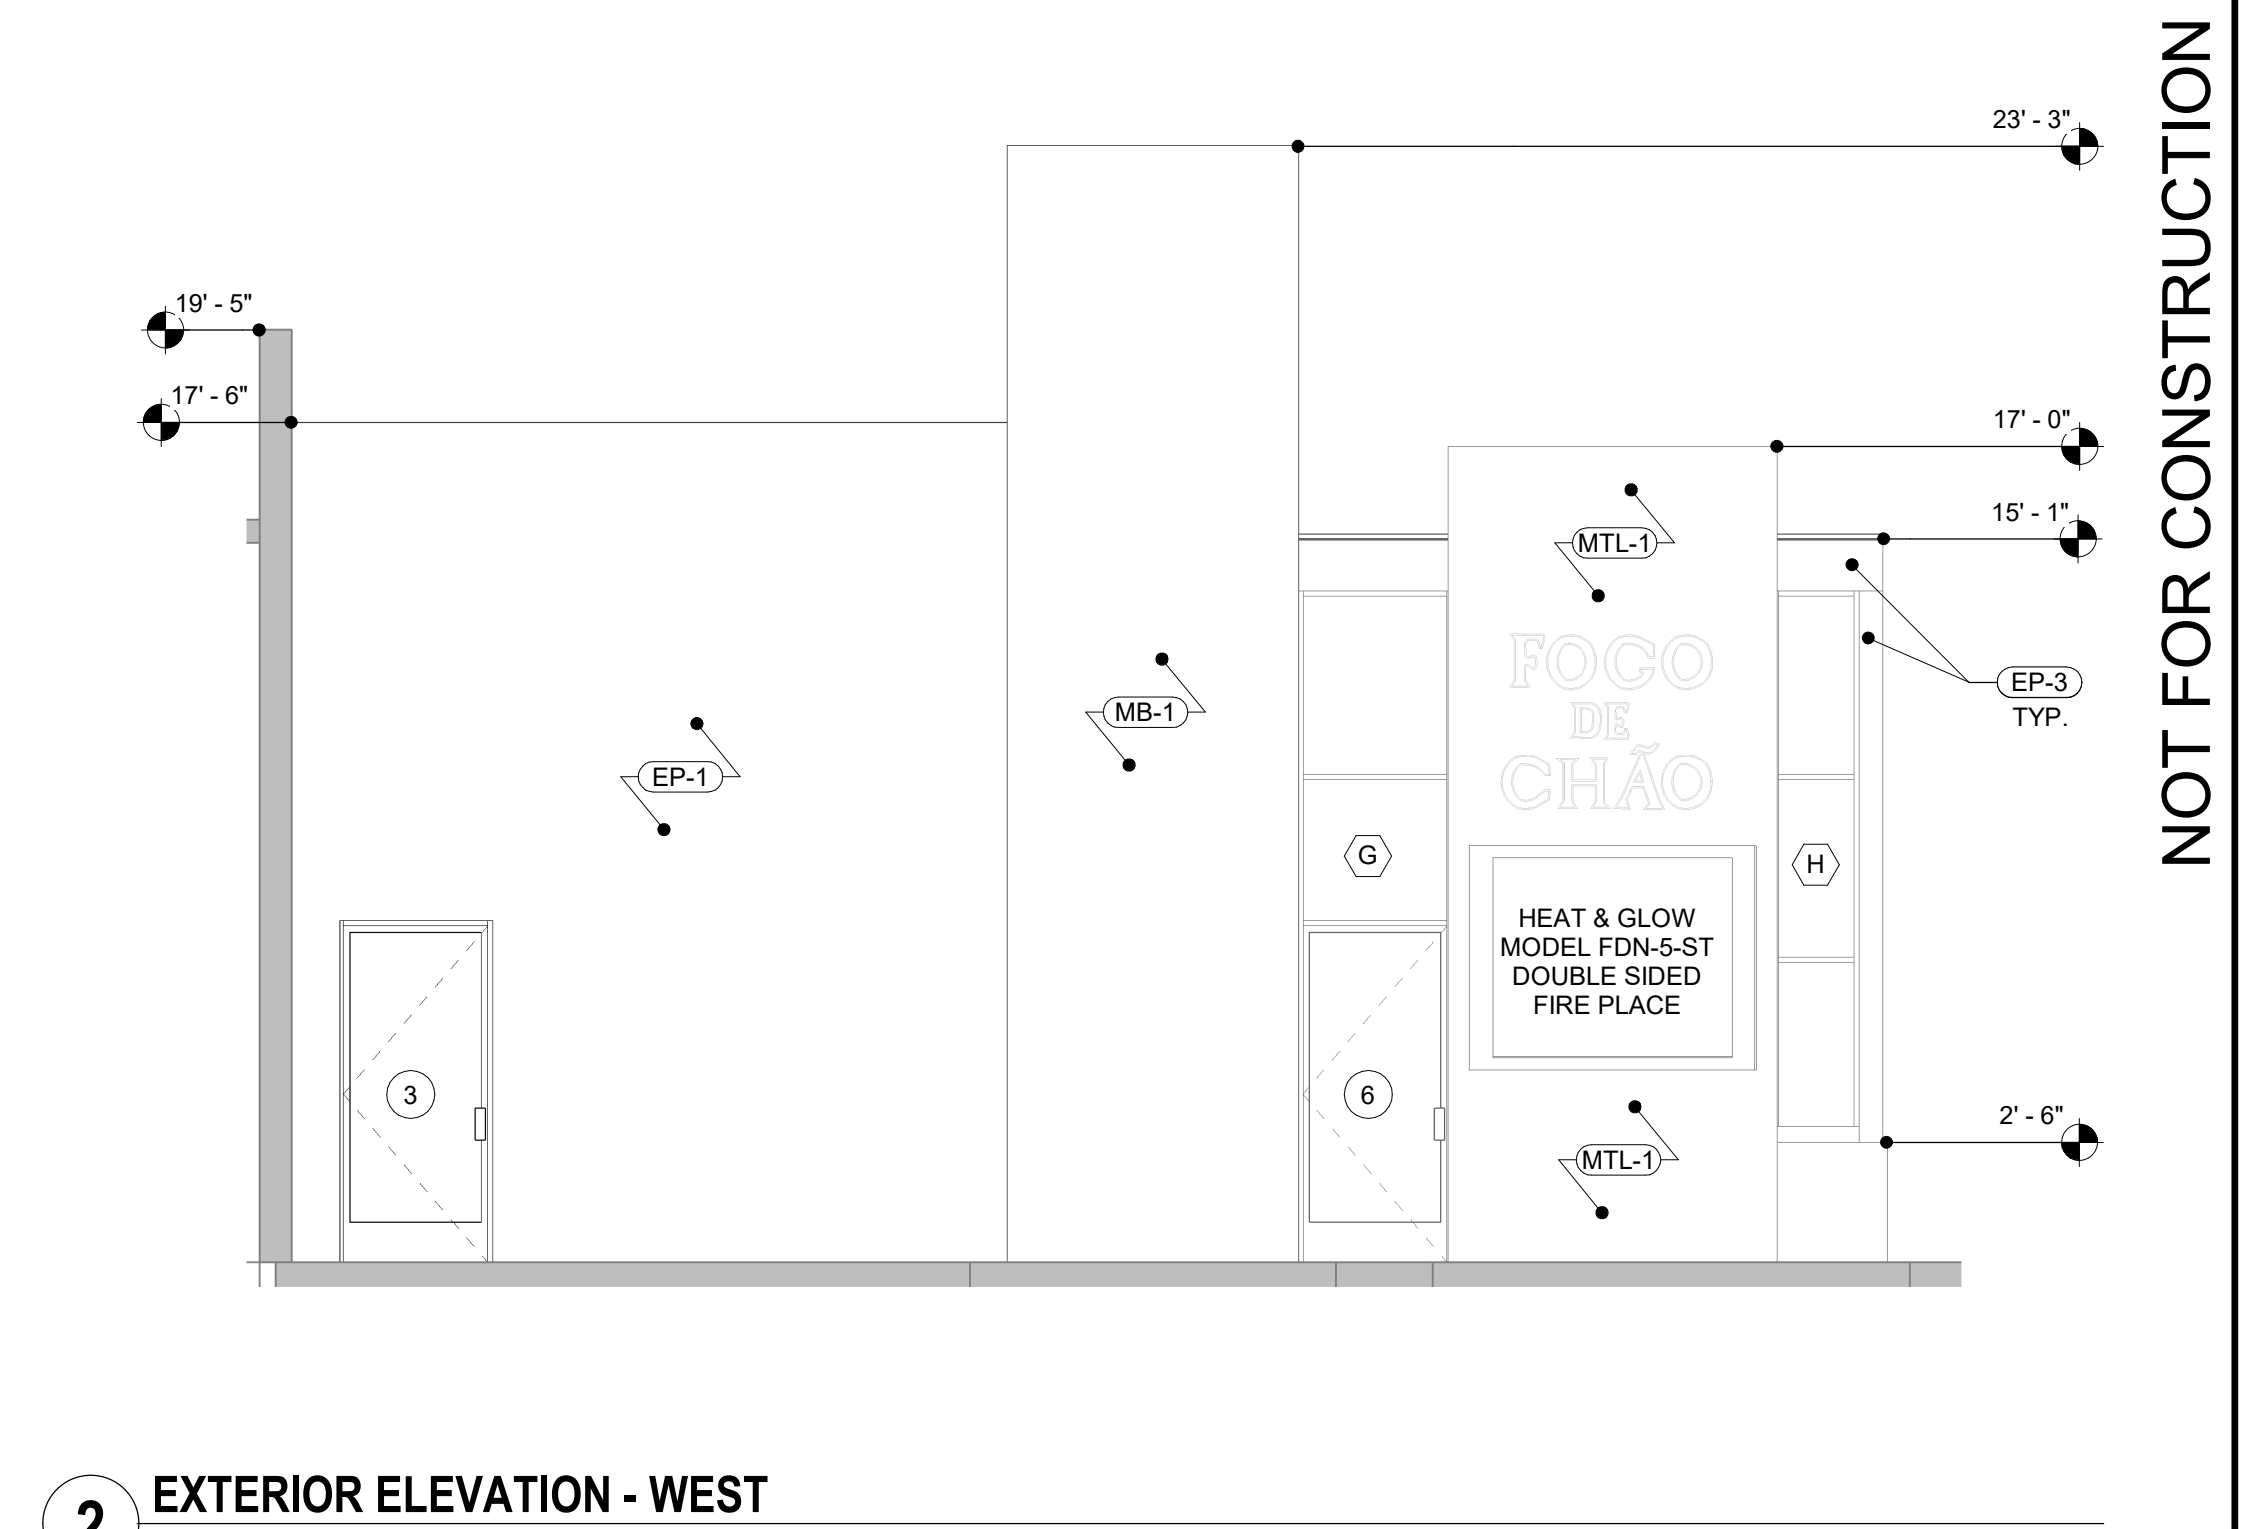 NOT FOR CONSTRUCTION
23' - 3"
19' - 5"
17' - 6"
17' - 0"
15' - 1"
MTL-1
FOGO
DE
CHÃO
EP-3
TYP.
MB-1
EP-1
G
H
HEAT & GLOW
MODEL FDN-5-ST
DOUBLE SIDED
FIRE PLACE
3
6
2' - 6"
MTL-1
2
EXTERIOR ELEVATION - WEST